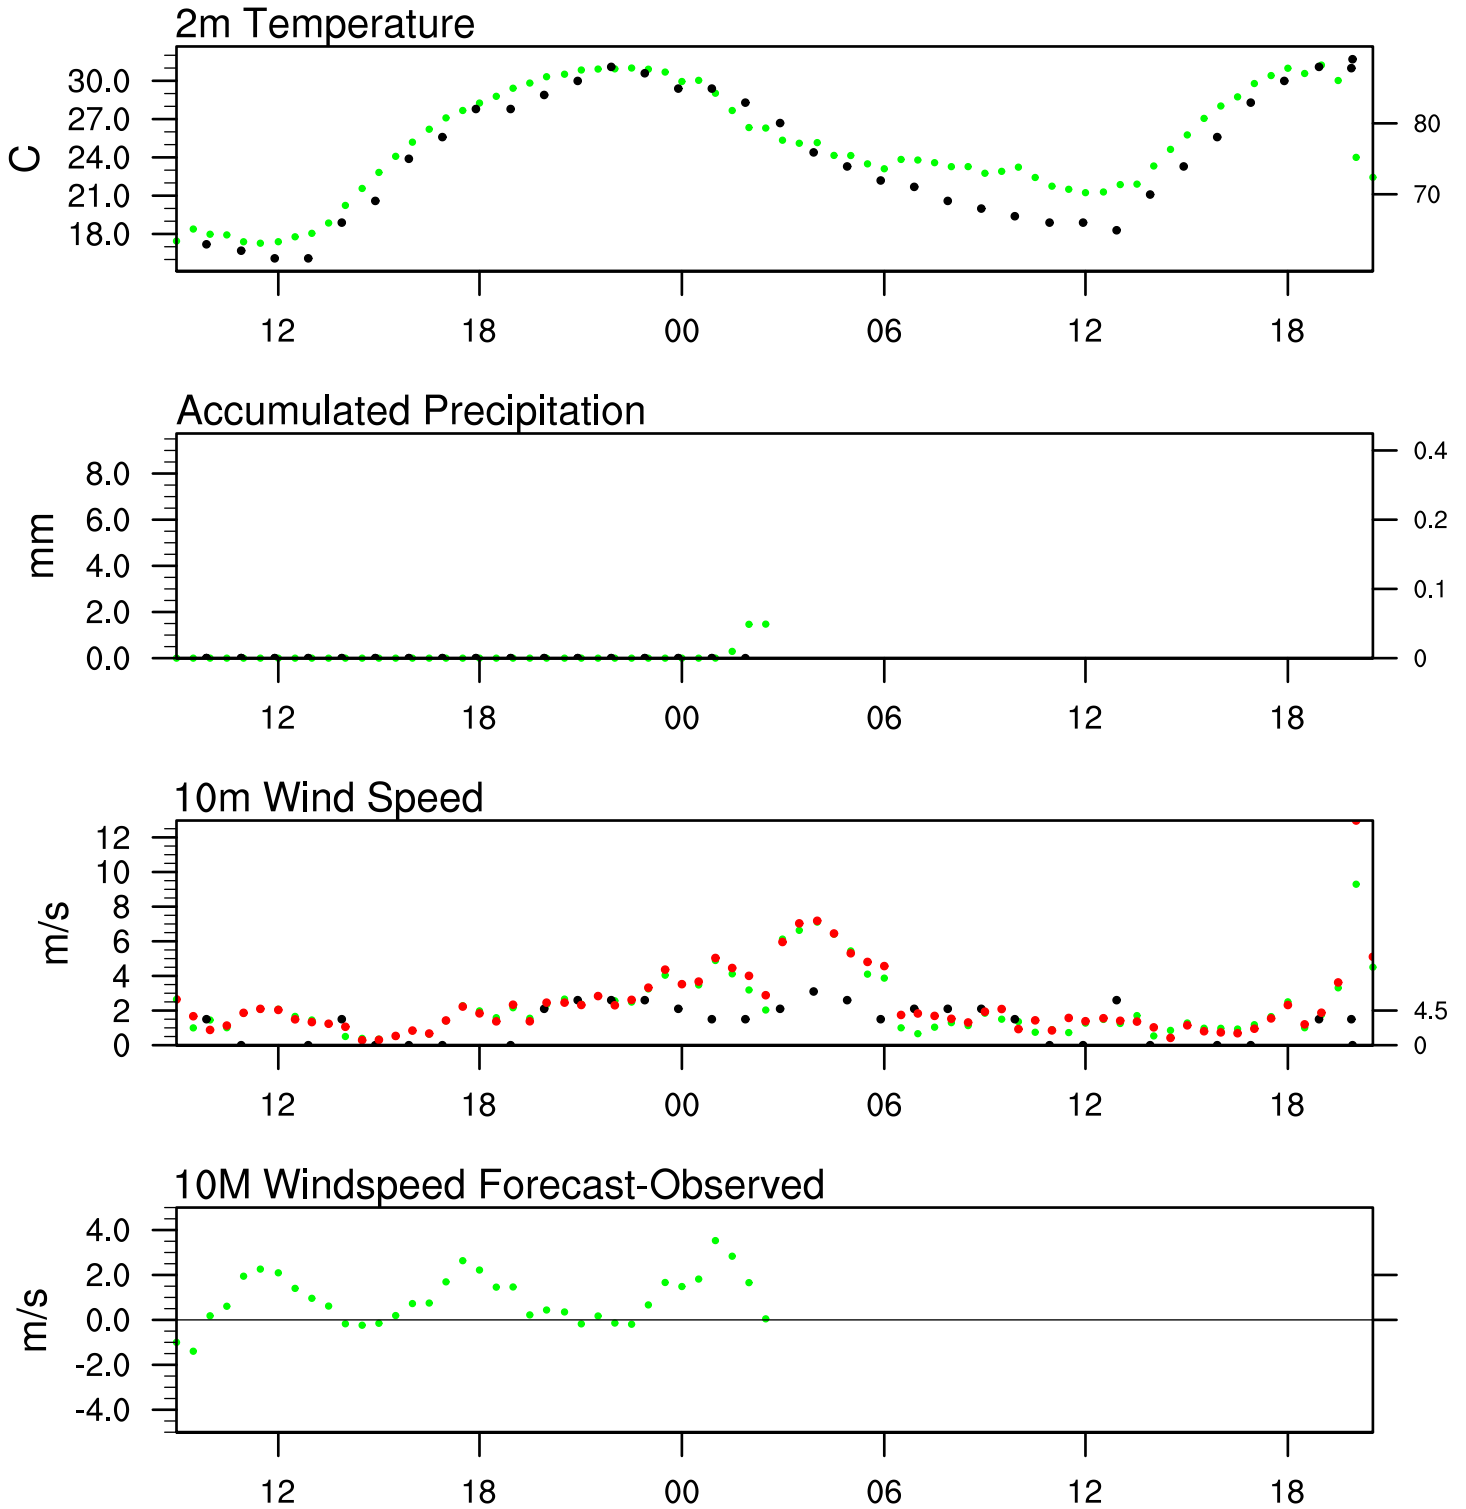 2m Temperature
C
30.0
27.0
24.0
21.0
18.0
80
70
12 18 00 06 12 18
Accumulated Precipitation
mm
8.0
6.0
4.0
2.0
0.0
0.4
0.2
0.1
0
12 18 00 06 12 18
10m Wind Speed
m/s
12
10
8
6
4
2
0
4.5
0
12 18 00 06 12 18
10M Windspeed Forecast-Observed
m/s
4.0
2.0
0.0
-2.0
-4.0
12 18 00 06 12 18